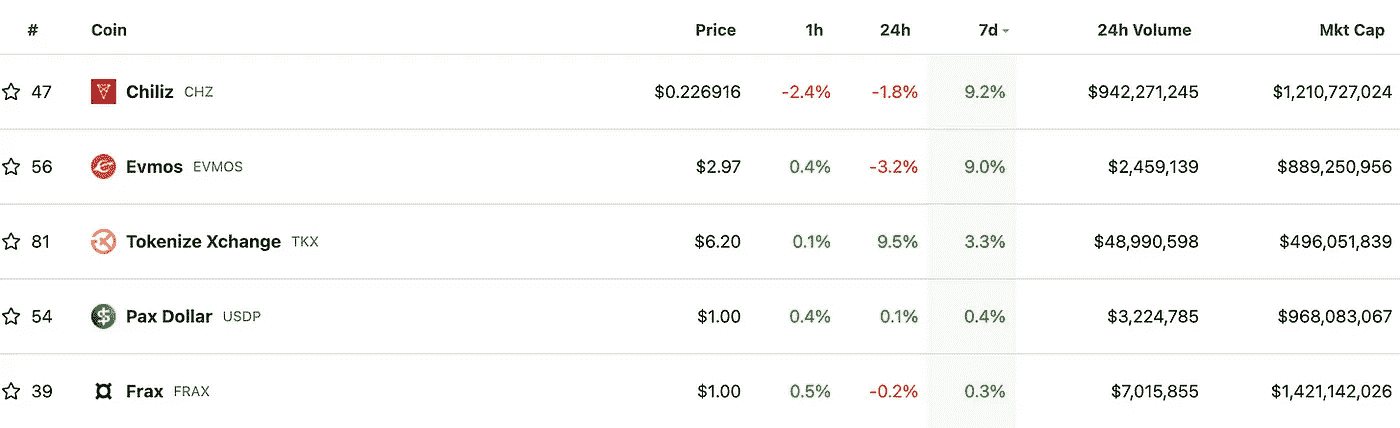 # Coin Price 1h 24h 7d 24h Volume Mkt Cap
47 Chiliz CHZ $0.226916 -2.4% -1.8% 9.2% $942,271,245 $1,210,727,024
56 Evmos EVMOS $2.97 0.4% -3.2% 9.0% $2,459,139 $889,250,956
81 Tokenize Xchange TKX $6.20 0.1% 9.5% 3.3% $48,990,598 $496,051,839
54 Pax Dollar USDP $1.00 0.4% 0.1% 0.4% $3,224,785 $968,083,067
39 Frax FRAX $1.00 0.5% -0.2% 0.3% $7,015,855 $1,421,142,026